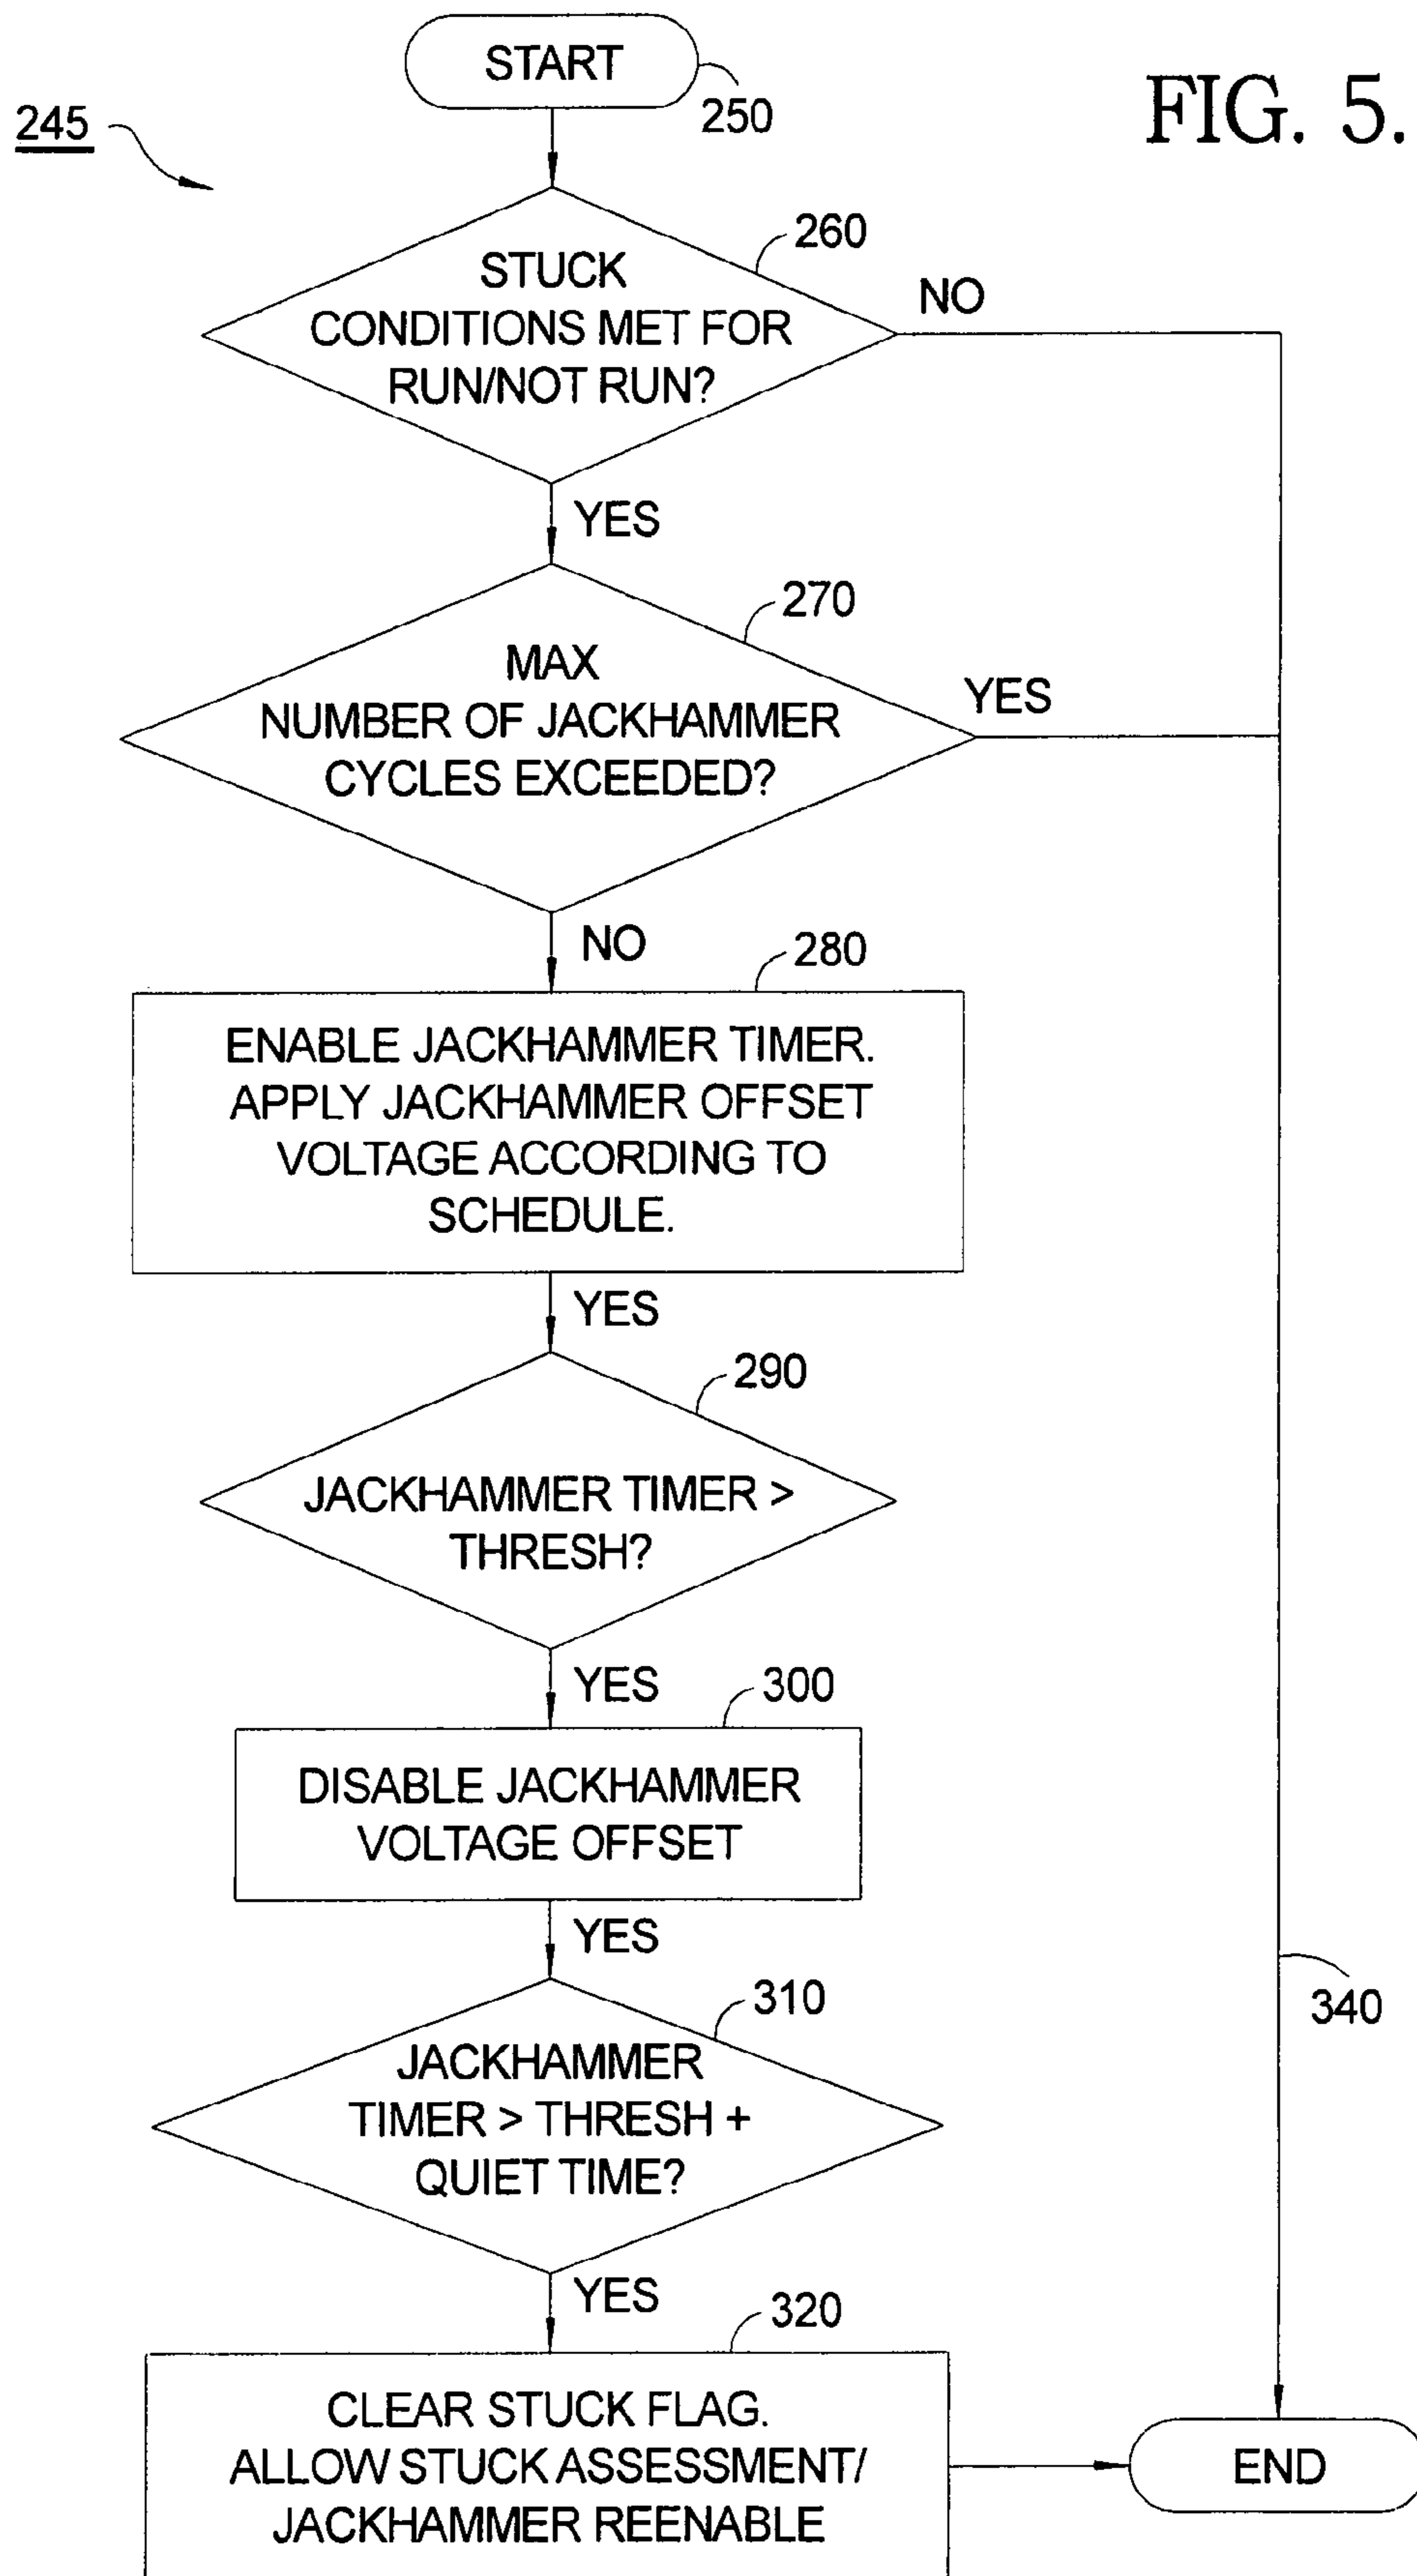 START
250
FIG. 5.
245
260
STUCK
CONDITIONS MET FOR
RUN/NOT RUN?
NO
YES
270
MAX
NUMBER OF JACKHAMMER
CYCLES EXCEEDED?
YES
NO
280
ENABLE JACKHAMMER TIMER.
APPLY JACKHAMMER OFFSET
VOLTAGE ACCORDING TO
SCHEDULE.
YES
290
JACKHAMMER TIMER >
THRESH?
YES
300
DISABLE JACKHAMMER
VOLTAGE OFFSET
YES
310
JACKHAMMER
TIMER > THRESH +
QUIET TIME?
340
YES
320
CLEAR STUCK FLAG.
ALLOW STUCK ASSESSMENT/
JACKHAMMER REENABLE
END